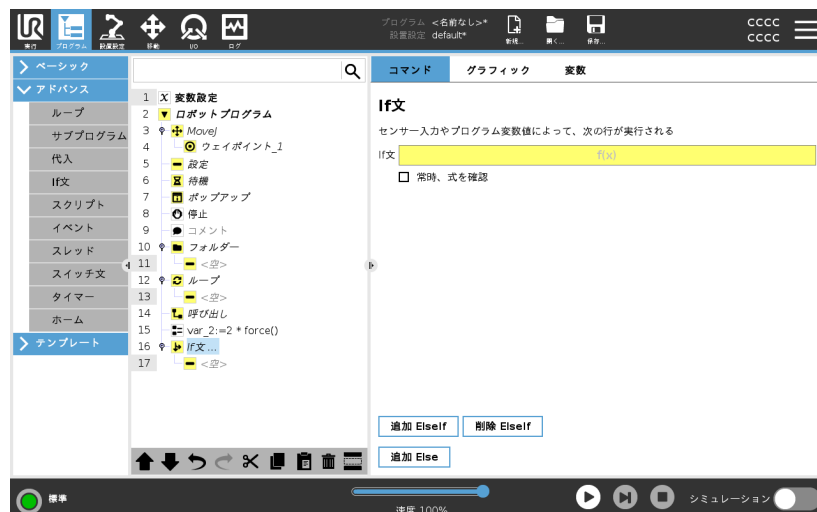 UR
プログラム <名前なし>*
設置設定 default*
実行 プログラム 設置設定 移動 I/O ログ
新規... 開く... 保存...
CCCC
CCCC
ベーシック
アドバンス
ループ
サブプログラム
代入
If文
スクリプト
イベント
スレッド
スイッチ文
タイマー
ホーム
テンプレート
1 X 変数設定
2 ロボットプログラム
3 MoveJ
4 ウェイポイント_1
5 設定
6 待機
7 ポップアップ
8 停止
9 コメント
10 フォルダー
11 <空>
12 ループ
13 <空>
14 呼び出し
15 var_2:=2 * force()
16 If文...
17 <空>
コマンド グラフィック 変数
If文
センサー入力やプログラム変数値によって、次の行が実行される
If文 f(x)
常時、式を確認
追加 ElseIf 削除 ElseIf
追加 Else
標準
速度 100%
シミュレーション